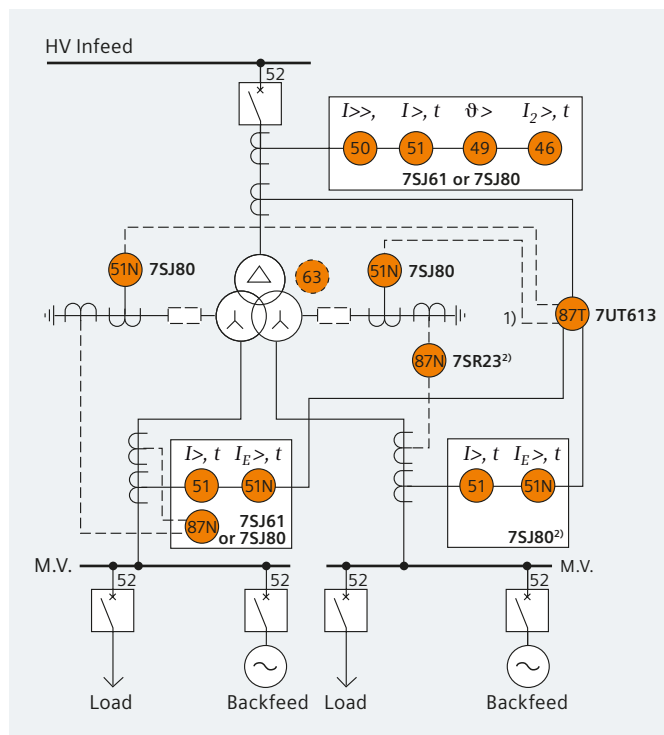 HV Infeed
52
I>>, I>, t ϑ> I2>, t
50 51 49 46
7SJ61 or 7SJ80
51N 7SJ80
63
51N 7SJ80
1) 87T 7UT613
87N 7SR23²⁾
I>, t IE>, t
51 51N
87N 7SJ61
or 7SJ80
I>, t IE>, t
51 51N
7SJ80²⁾
M.V.
M.V.
52 52 52 52
Load Backfeed Load Backfeed